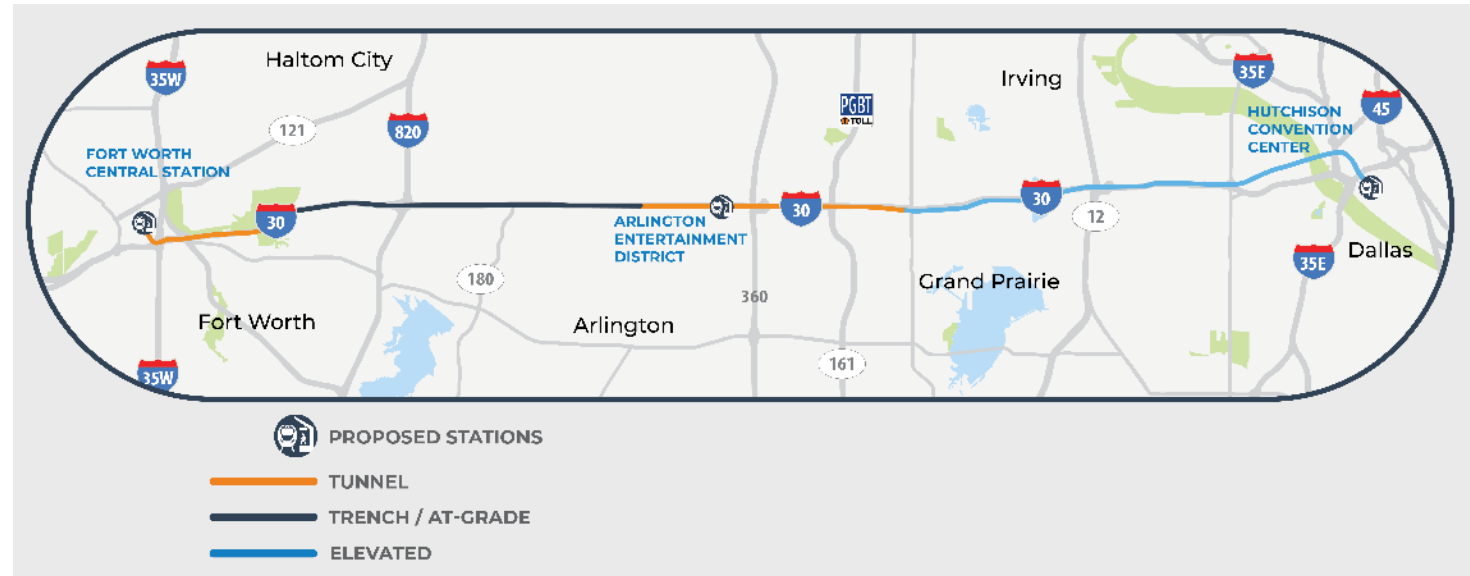 Haltom City
35W
121
820
FORT WORTH
CENTRAL STATION
30
PGBT
TOLL
Irving
35E
45
HUTCHISON
CONVENTION
CENTER
ARLINGTON
ENTERTAINMENT
DISTRICT
30
30
12
Dallas
35E
180
360
Grand Prairie
Fort Worth
Arlington
161
35W
PROPOSED STATIONS
TUNNEL
TRENCH / AT-GRADE
ELEVATED